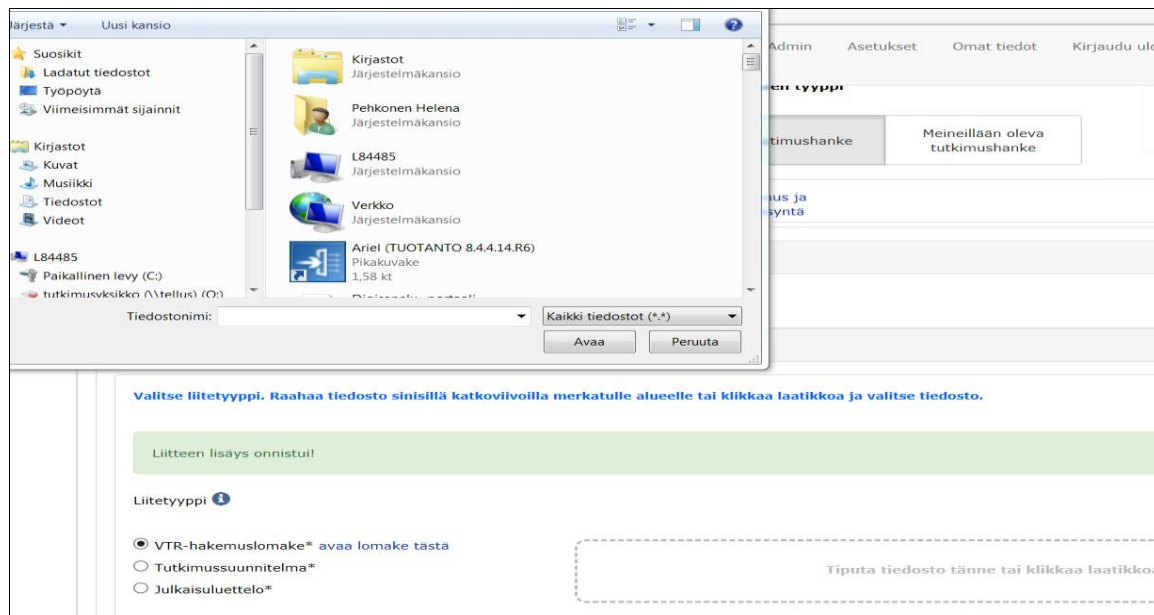 Järjestä
Uusi kansio
Suosikit
Ladatut tiedostot
Työpöytä
Viimeisimmät sijainnit
Kirjastot
Kuvat
Musiikki
Tiedostot
Videot
L84485
Paikallinen levy (C:)
tutkimusyksikko (\\tellus) (O:)
Kirjastot
Järjestelmäkansio
Pehkonen Helena
Järjestelmäkansio
L84485
Järjestelmäkansio
Verkko
Järjestelmäkansio
Ariel (TUOTANTO 8.4.4.14.R6)
Pikakuvake
1,58 kt
Tiedostonimi:
Kaikki tiedostot (*.*)
Avaa
Peruuta
Admin
Asetukset
Omat tiedot
Kirjaudu ulo
en tyyppi
timushanke
Meineillään oleva
tutkimushanke
us ja
syntä
Valitse liitetyyppi. Raahaa tiedosto sinisillä katkoviivoilla merkatulle alueelle tai klikkaa laatikkoa ja valitse tiedosto.
Liitteen lisäys onnistui!
Liitetyyppi
VTR-hakemuslomake* avaa lomake tästä
Tutkimussuunnitelma*
Julkaisuluettelo*
Tiputa tiedosto tänne tai klikkaa laatikkoa